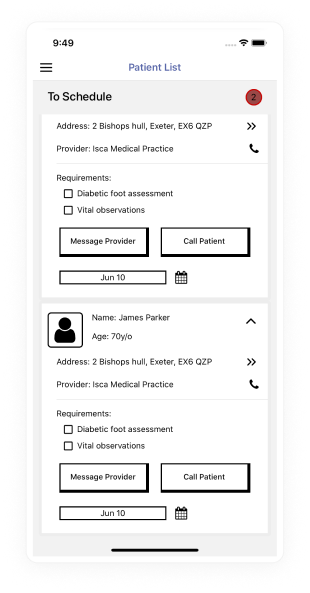 9:49
Patient List
To Schedule
2
Address: 2 Bishops hull, Exeter, EX6 QZP
Provider: Isca Medical Practice
Requirements:
Diabetic foot assessment
Vital observations
Message Provider
Call Patient
Jun 10
Name: James Parker
Age: 70y/o
Address: 2 Bishops hull, Exeter, EX6 QZP
Provider: Isca Medical Practice
Requirements:
Diabetic foot assessment
Vital observations
Message Provider
Call Patient
Jun 10